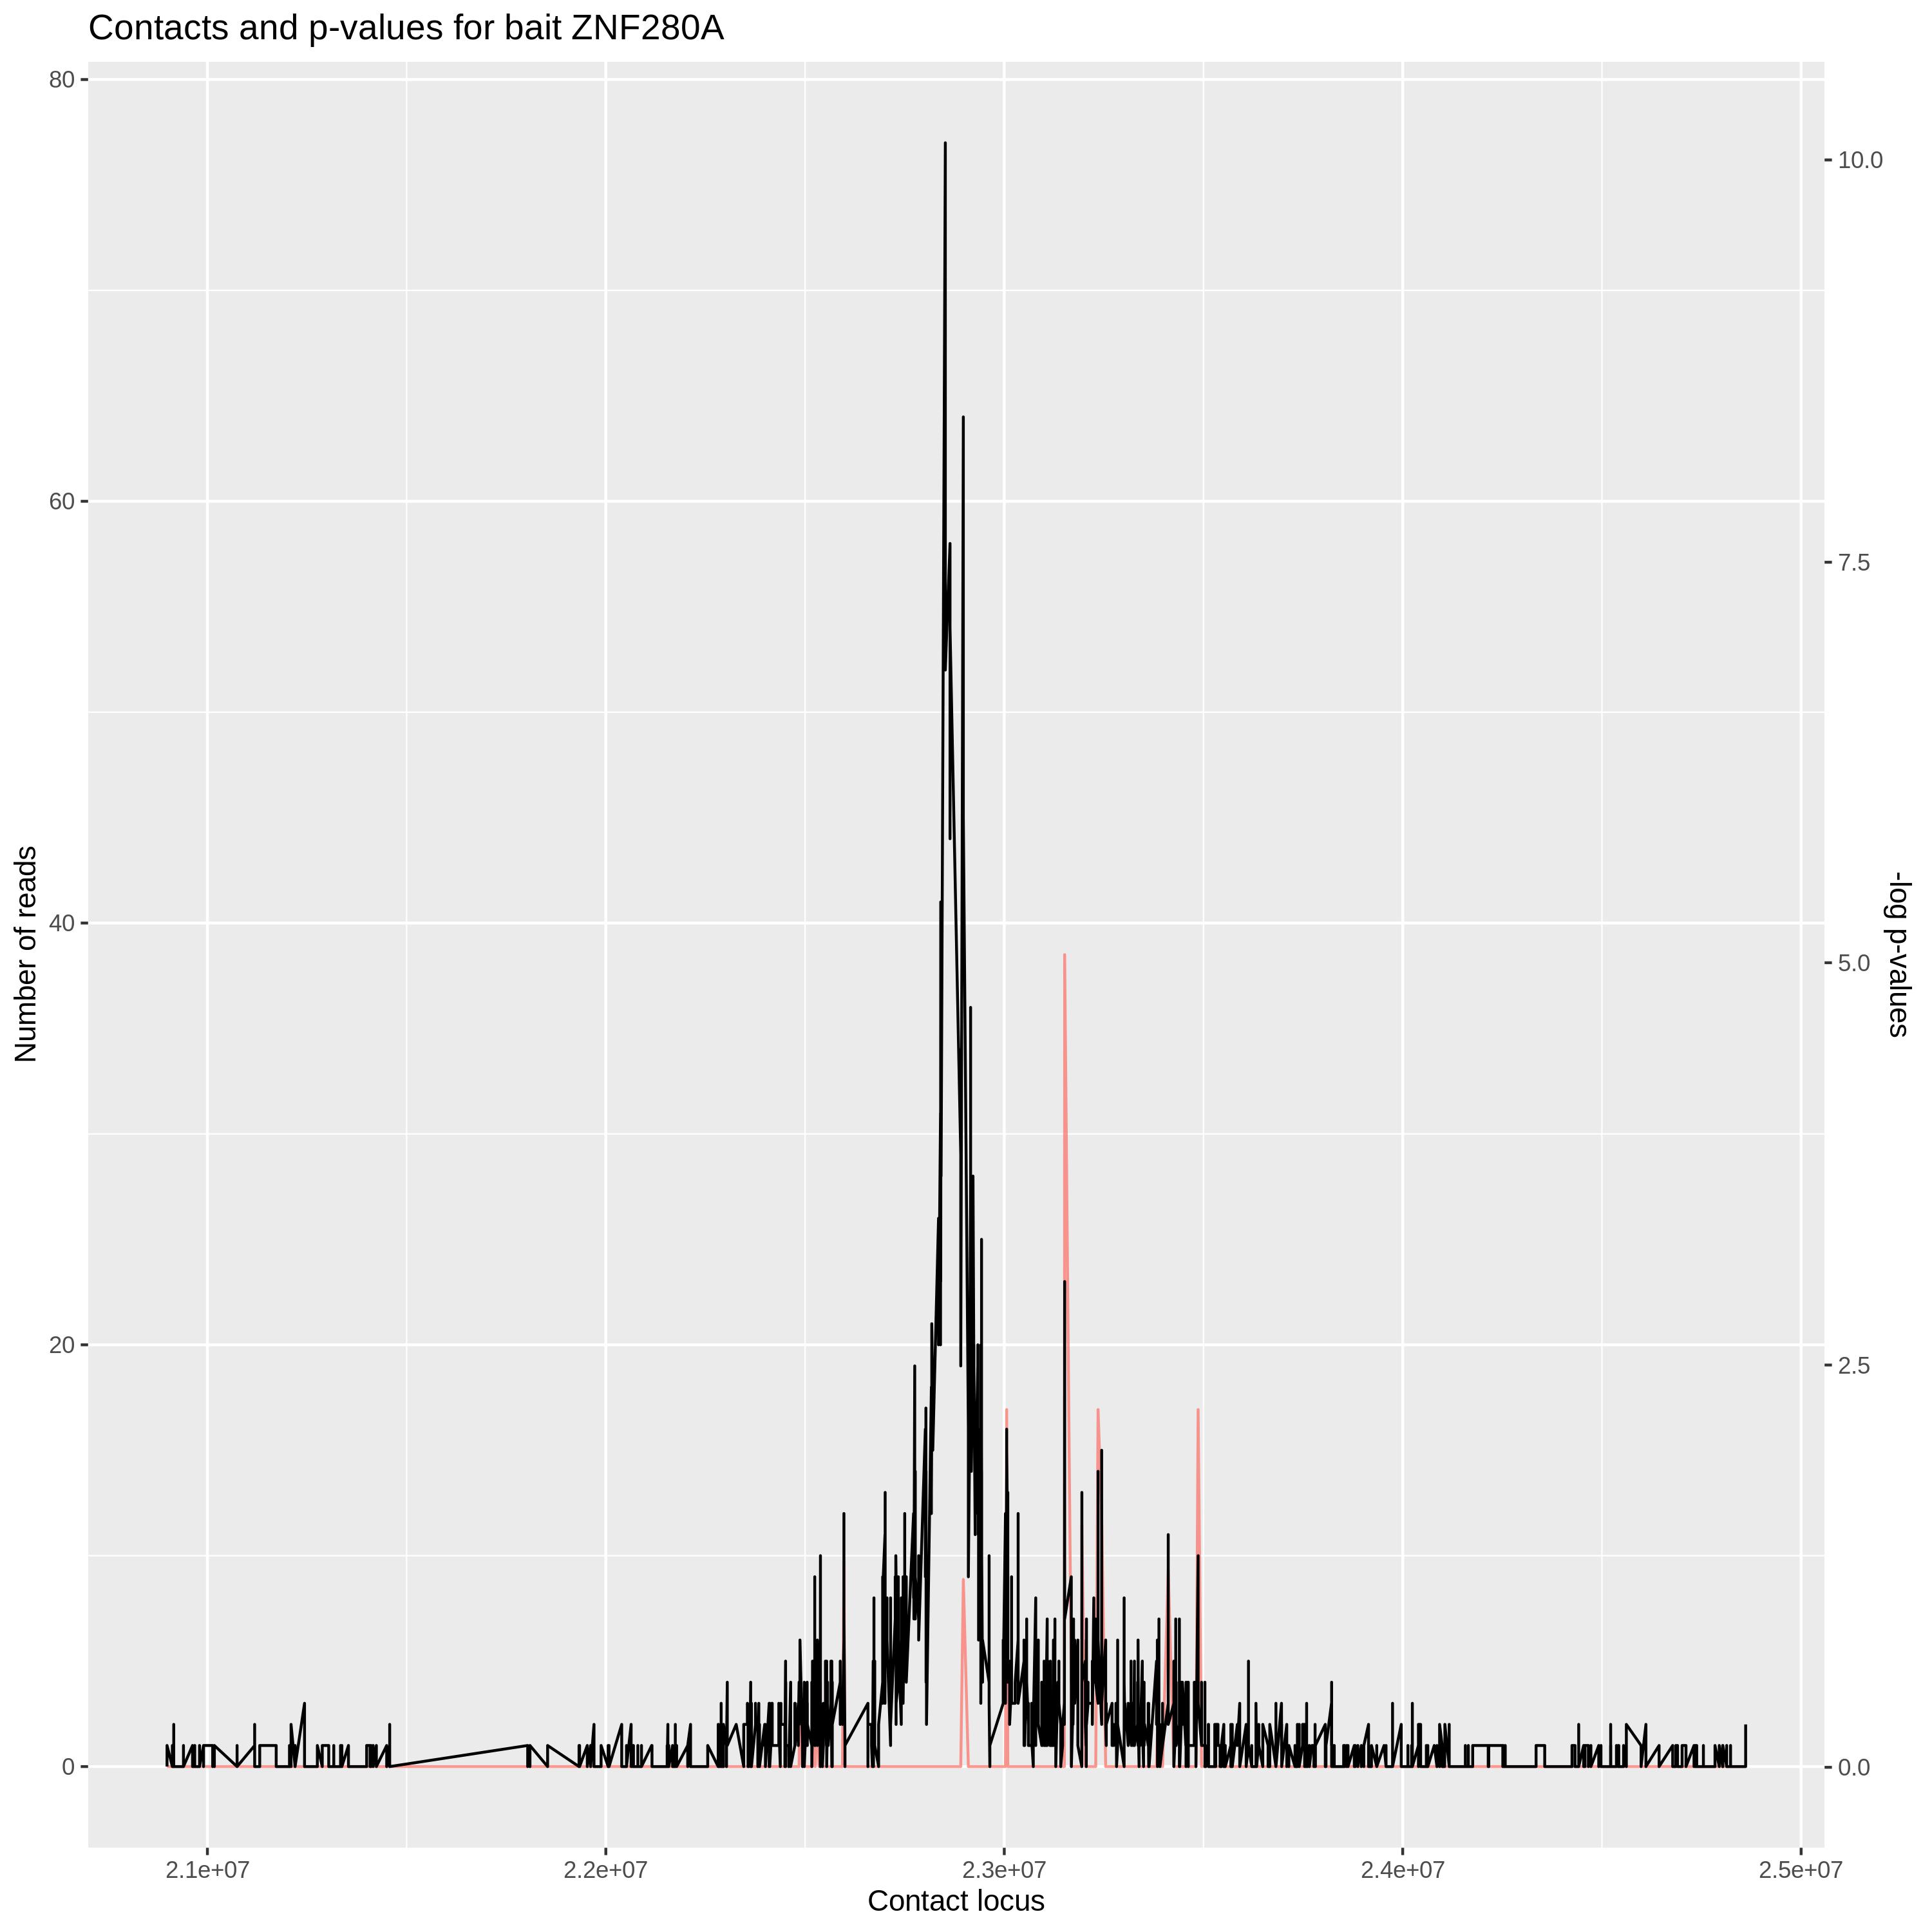 Contacts and p-values for bait ZNF280A
80
60
40
20
0
Number of reads
10.0
7.5
5.0
2.5
0.0
-log p-values
2.1e+07
2.2e+07
2.3e+07
2.4e+07
2.5e+07
Contact locus